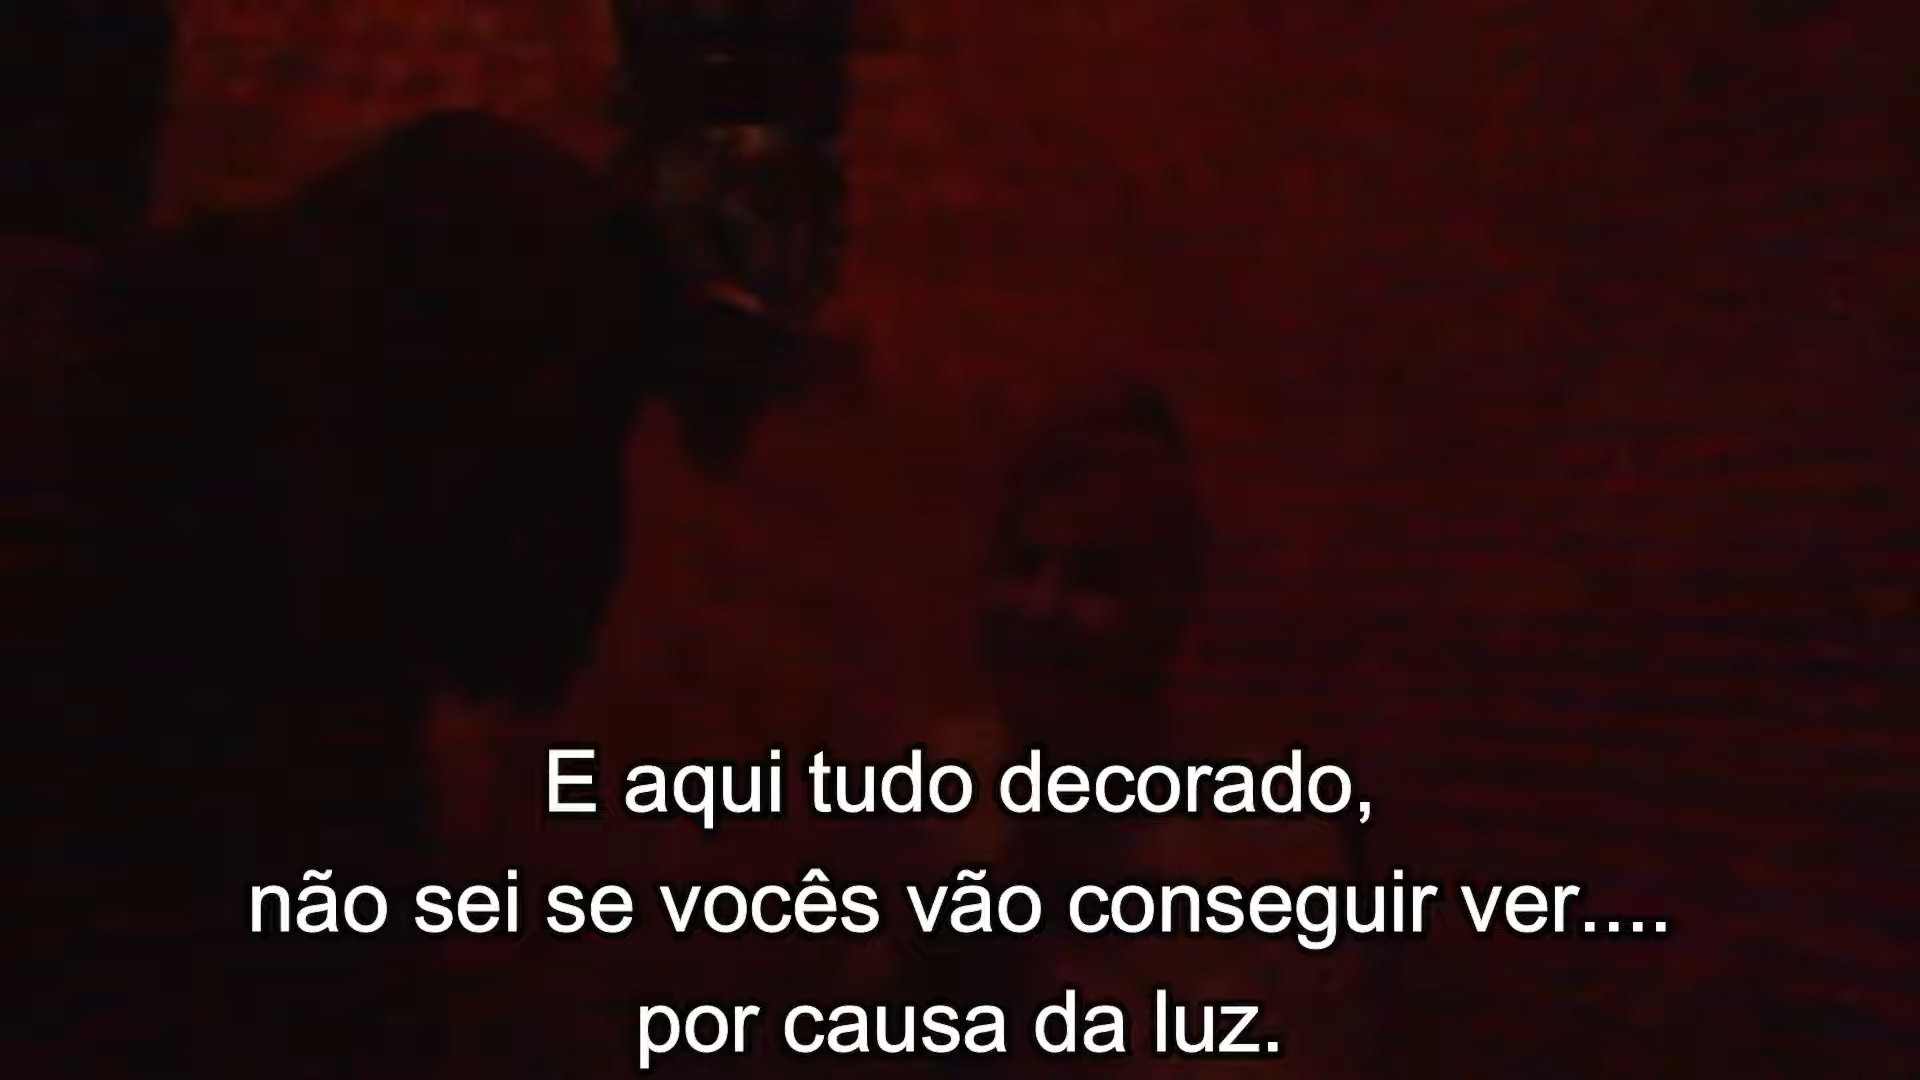 E aqui tudo decorado,
não sei se vocês vão conseguir ver....
por causa da luz.